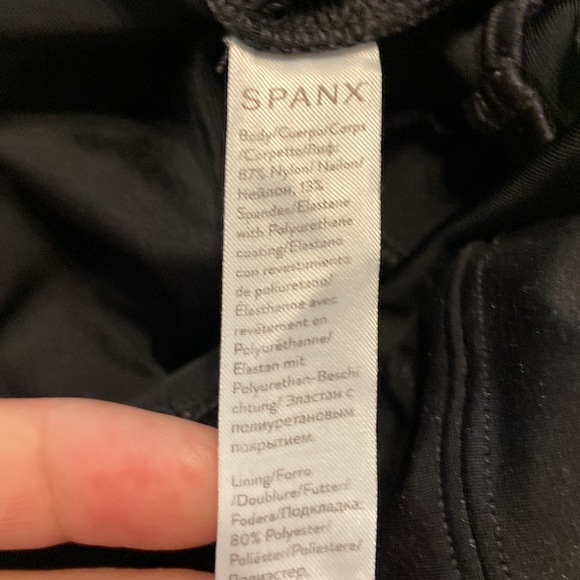 SPANX
Body/Cuerpo/Corps
/Corpetto/Лиф:
87% Nylon/ Nailon/
Нейлон, 13%
Spandex/Elastane
with Polyurethane
coating/Elastano
con revestimiento
de poliuretano/
Élasthanne avec
revêtement en
Polyuréthanne/
Elastan mit
Polyurethan-Beschi
chtung/ Эластан с
полиуретановым
покрытием.
Lining/Forro
/Doublure/Futter/
Fodera/Подкладка:
80% Polyester/
Poliéster/Poliestere/
Полиэстер,